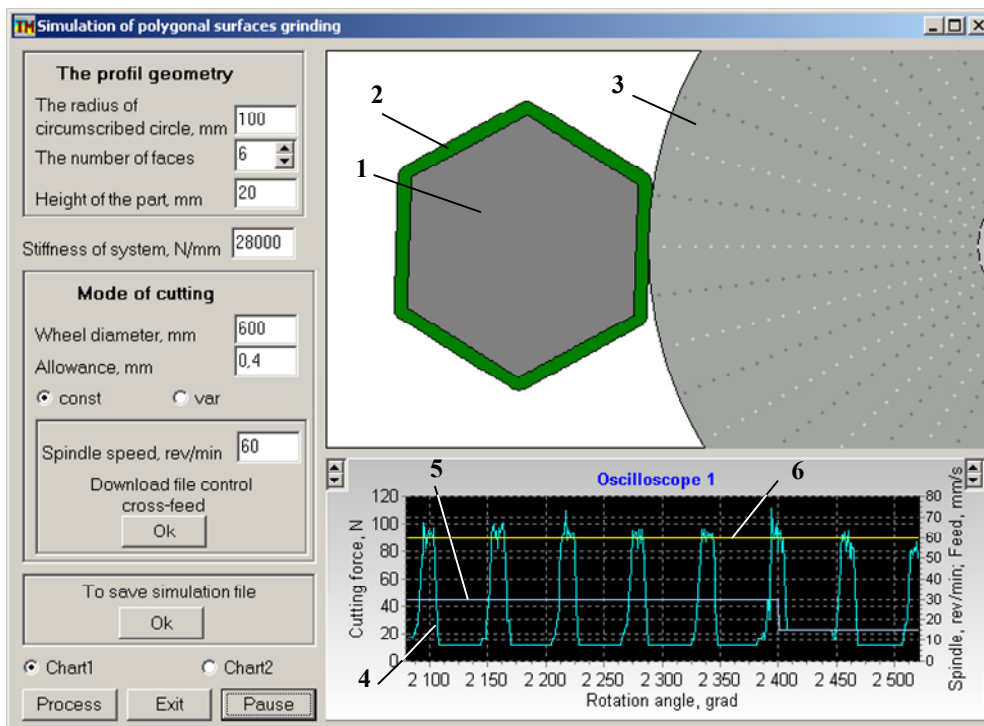 TM Simulation of polygonal surfaces grinding
The profil geometry
The radius of
circumscribed circle, mm 100
The number of faces 6
Height of the part, mm 20
Stiffness of system, N/mm 28000
Mode of cutting
Wheel diameter, mm 600
Allowance, mm 0,4
const var
Spindle speed, rev/min 60
Download file control
cross-feed
Ok
To save simulation file
Ok
Chart1 Chart2
Process Exit Pause
1
2
3
Oscilloscope 1
5
6
4
Cutting force, N
120
100
80
60
40
20
0
Spindle, rev/min; Feed, mm/s
80
70
60
50
40
30
20
10
0
2 100 2 150 2 200 2 250 2 300 2 350 2 400 2 450 2 500
Rotation angle, grad